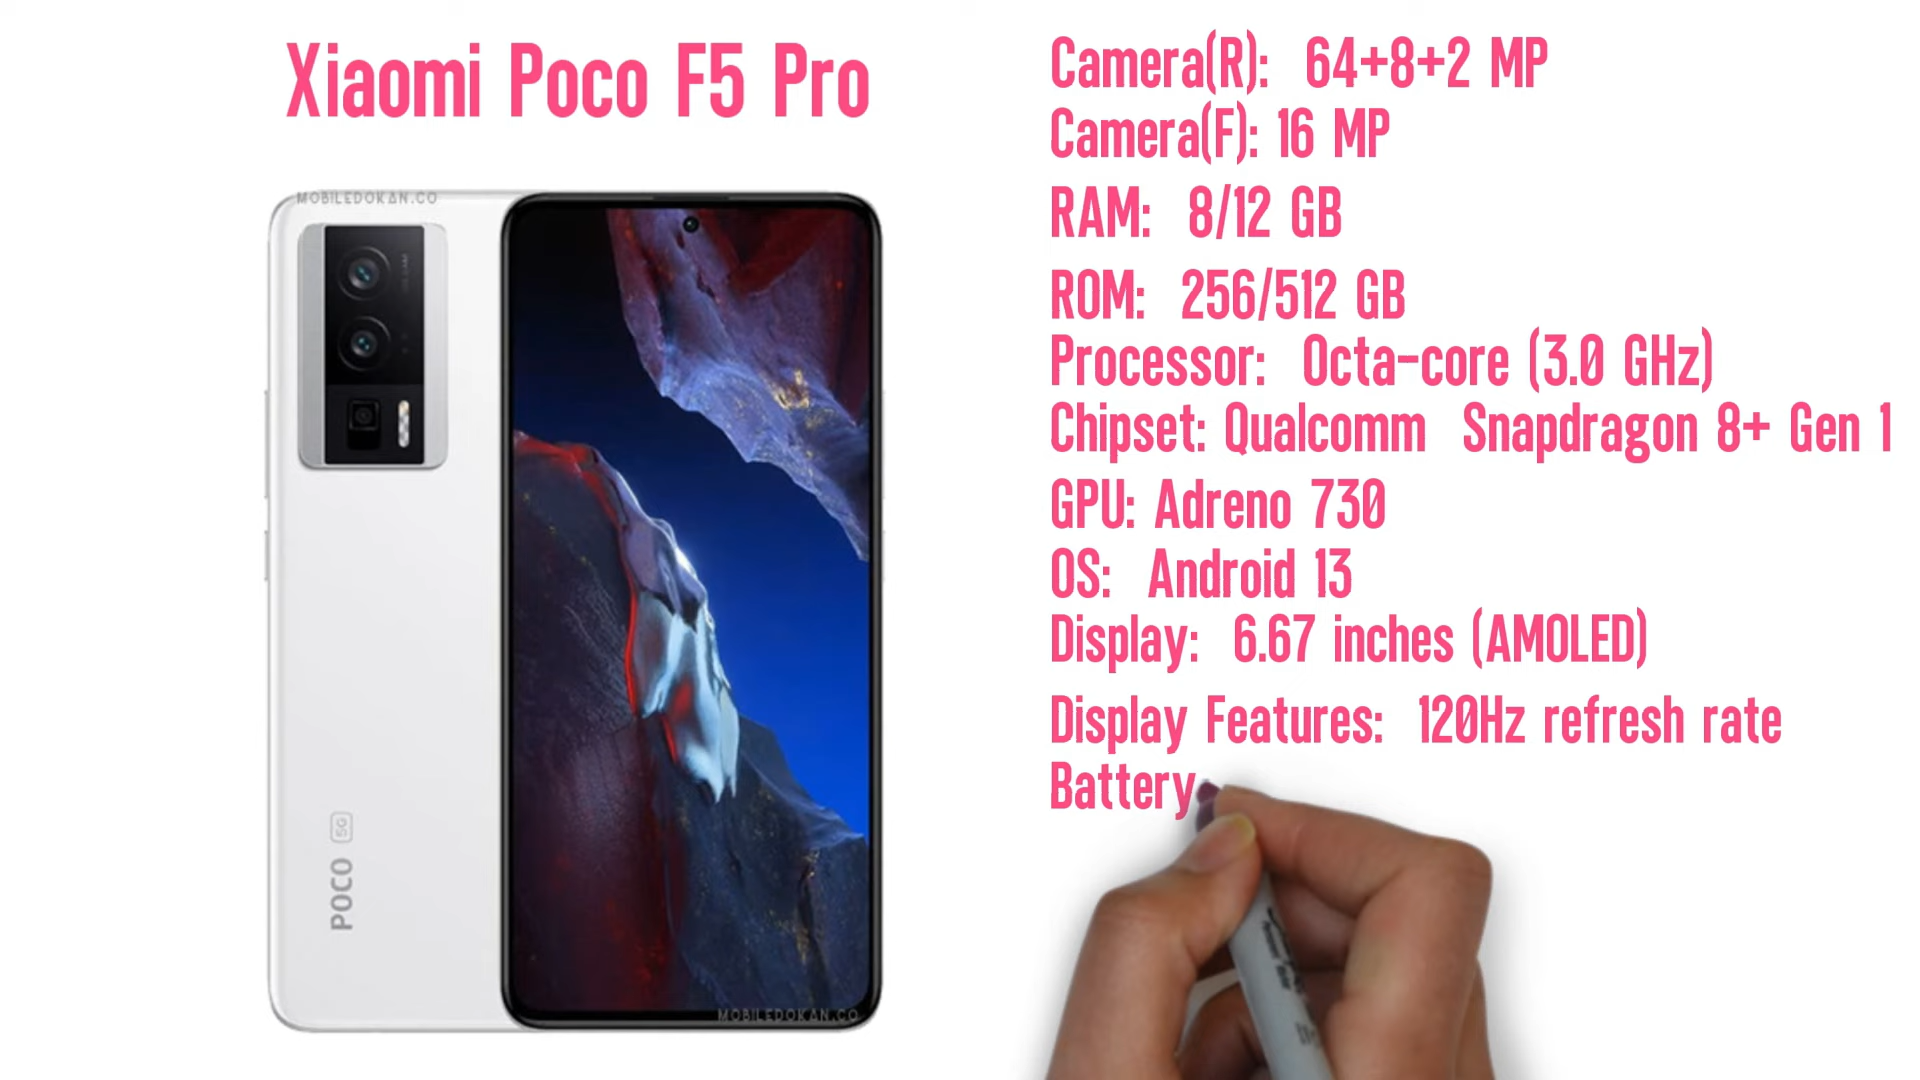 Xiaomi Poco F5 Pro
MOBILEDOKAN.CO
POCO 5G
MOBILEDOKAN.CO
Camera(R): 64+8+2 MP
Camera(F): 16 MP
RAM: 8/12 GB
ROM: 256/512 GB
Processor: Octa-core (3.0 GHz)
Chipset: Qualcomm Snapdragon 8+ Gen 1
GPU: Adreno 730
OS: Android 13
Display: 6.67 inches (AMOLED)
Display Features: 120Hz refresh rate
Battery